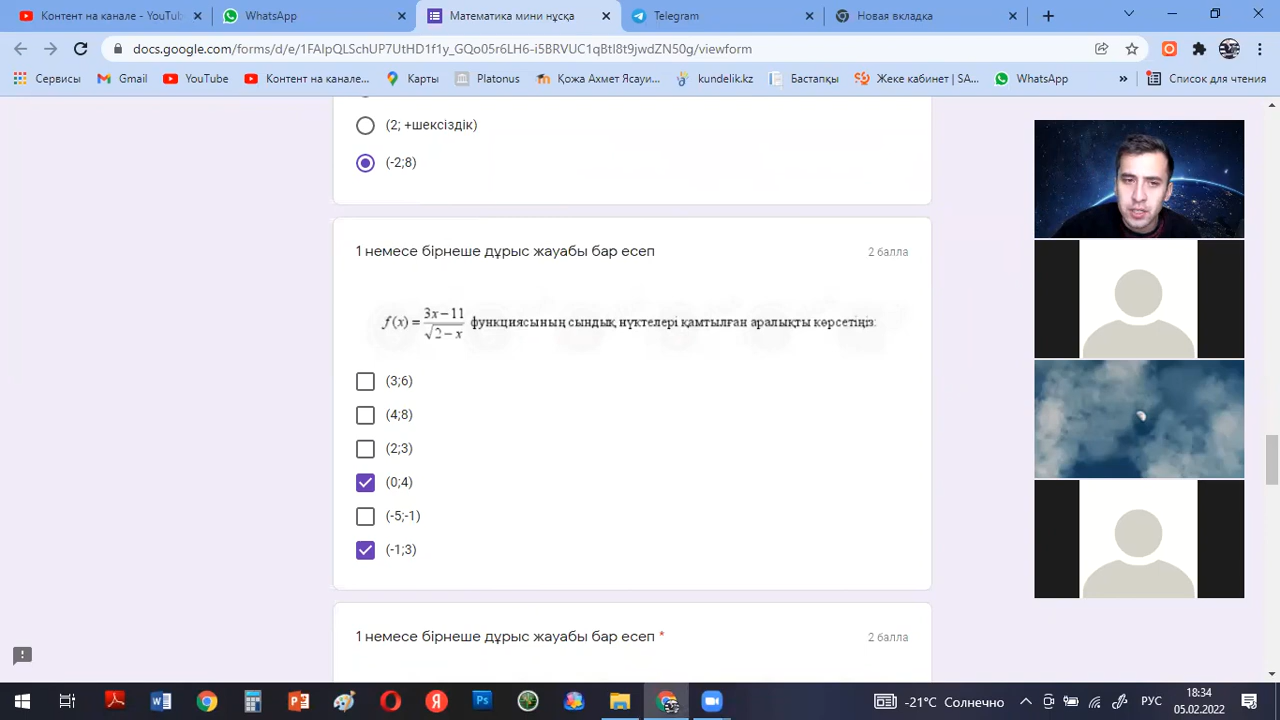 Контент на канале - YouTub
WhatsApp
Математика мини нұсқа
Telegram
Новая вкладка
docs.google.com/forms/d/e/1FAIpQLSchUP7UtHD1f1y_GQo05r6LH6-i5BRVUC1qBtI8t9jwdZN50g/viewform
Сервисы
Gmail
YouTube
Контент на канале...
Карты
Platonus
Қожа Ахмет Ясауи...
kundelik.kz
Бастапқы
Жеке кабинет | SA...
WhatsApp
»
Список для чтения
(2; +шексіздік)
(-2;8)
1 немесе бірнеше дұрыс жауабы бар есеп
2 балла
f(x) = (3x − 11)/√(2 − x) функциясының сындық нүктелері қамтылған аралықты көрсетіңіз:
(3;6)
(4;8)
(2;3)
(0;4)
(-5;-1)
(-1;3)
1 немесе бірнеше дұрыс жауабы бар есеп *
2 балла
-21°C Солнечно
РУС
18:34
05.02.2022